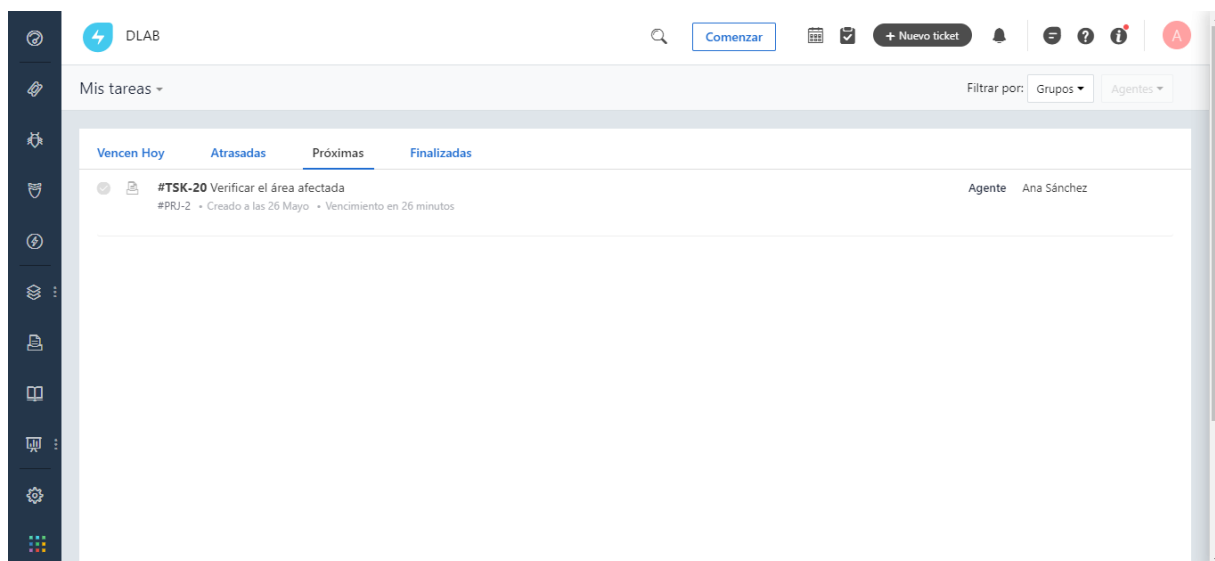 DLAB
Comenzar
+ Nuevo ticket
A
Mis tareas
Filtrar por: Grupos Agentes
Vencen Hoy Atrasadas Próximas Finalizadas
#TSK-20 Verificar el área afectada Agente Ana Sánchez
#PRJ-2 • Creado a las 26 Mayo • Vencimiento en 26 minutos